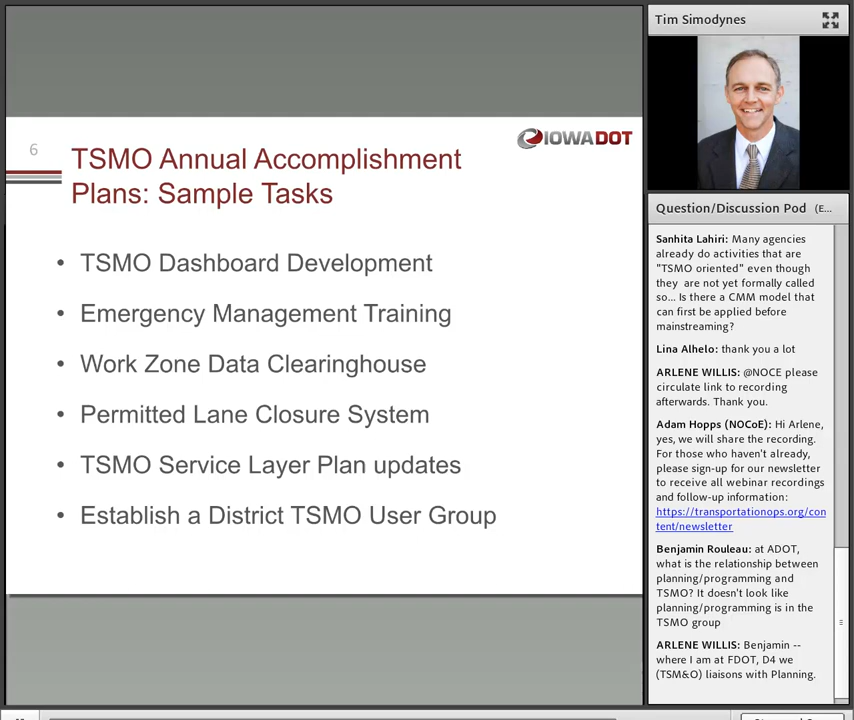 6
TSMO Annual Accomplishment
Plans: Sample Tasks
IOWADOT
• TSMO Dashboard Development
• Emergency Management Training
• Work Zone Data Clearinghouse
• Permitted Lane Closure System
• TSMO Service Layer Plan updates
• Establish a District TSMO User Group
Tim Simodynes
Question/Discussion Pod (E...
Sanhita Lahiri: Many agencies
already do activities that are
"TSMO oriented" even though
they are not yet formally called
so... Is there a CMM model that
can first be applied before
mainstreaming?
Lina Alhelo: thank you a lot
ARLENE WILLIS: @NOCE please
circulate link to recording
afterwards. Thank you.
Adam Hopps (NOCoE): Hi Arlene,
yes, we will share the recording.
For those who haven't already,
please sign-up for our newsletter
to receive all webinar recordings
and follow-up information:
https://transportationops.org/con
tent/newsletter
Benjamin Rouleau: at ADOT,
what is the relationship between
planning/programming and
TSMO? It doesn't look like
planning/programming is in the
TSMO group
ARLENE WILLIS: Benjamin --
where I am at FDOT, D4 we
(TSM&O) liaisons with Planning.